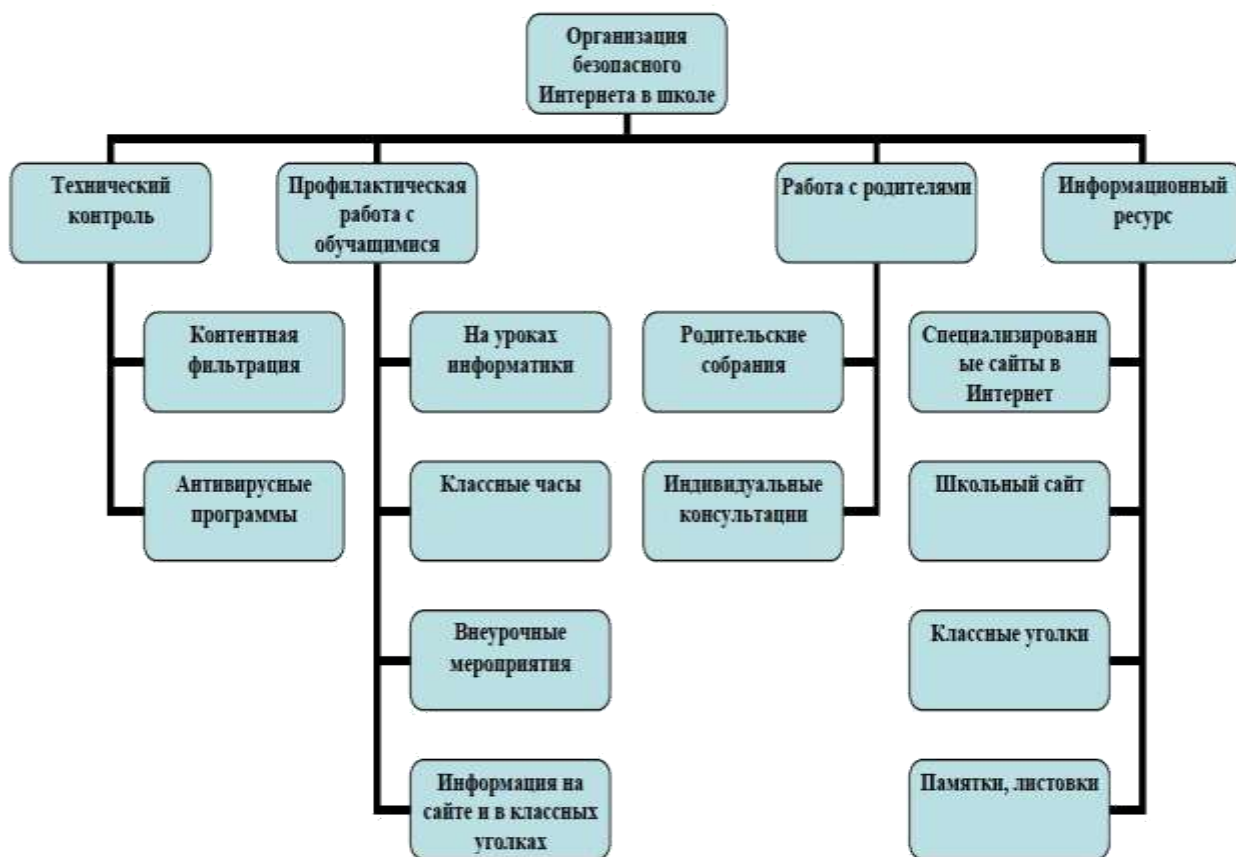 Организация
безопасного
Интернета в школе
Технический
контроль
Профилактическая
работа с
обучащимися
Работа с родителями
Информационный
ресурс
Контентная
фильтрация
На уроках
информатики
Родительские
собрания
Специализированн
ые сайты в
Интернет
Антивирусные
программы
Классные часы
Индивидуальные
консультации
Школьный сайт
Внеурочные
мероприятия
Классные уголки
Информация на
сайте и в классных
уголках
Памятки, листовки